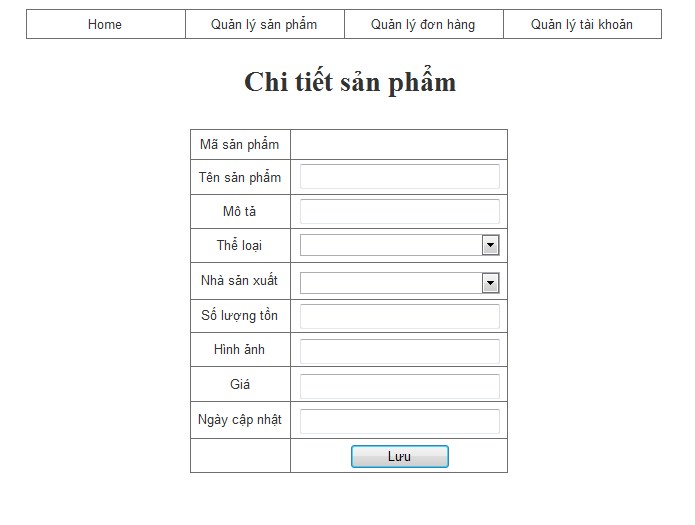 Home Quản lý sản phẩm Quản lý đơn hàng Quản lý tài khoản
Chi tiết sản phẩm
Mã sản phẩm
Tên sản phẩm
Mô tả
Thể loại
Nhà sản xuất
Số lượng tồn
Hình ảnh
Giá
Ngày cập nhật
Lưu